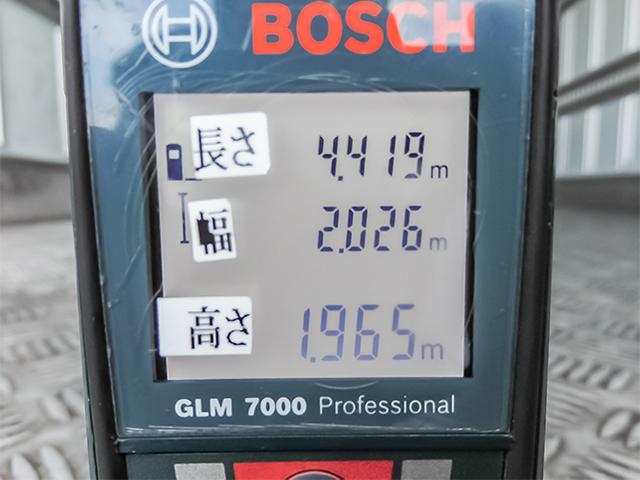 BOSCH
長さ 4.419 m
幅 2.026 m
高さ 1.965 m
GLM 7000 Professional